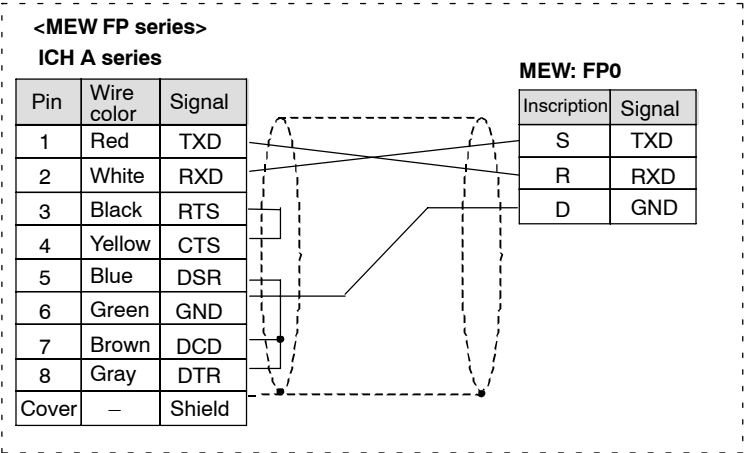 <MEW FP series>
ICH A series
Pin Wire color Signal
1 Red TXD
2 White RXD
3 Black RTS
4 Yellow CTS
5 Blue DSR
6 Green GND
7 Brown DCD
8 Gray DTR
Cover – Shield
MEW: FP0
Inscription Signal
S TXD
R RXD
D GND